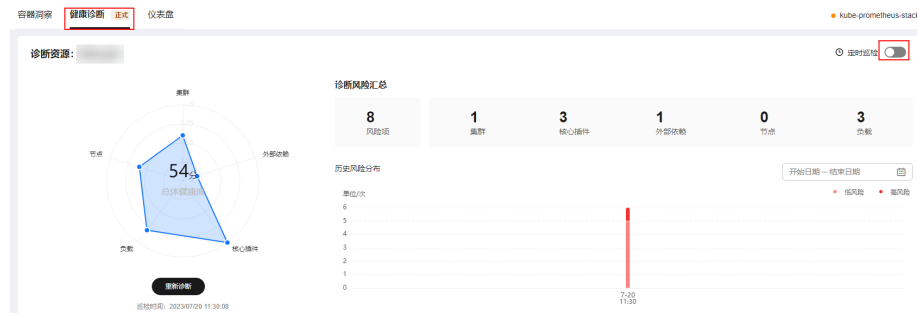 容器洞察 健康诊断 正式 仪表盘 kube-prometheus-stack
诊断资源: 定时巡检
诊断风险汇总
集群
8 1 3 1 0 3
风险项 集群 核心插件 外部依赖 节点 负载
节点 外部依赖
54分
总体健康度
历史风险分布 开始日期 – 结束日期
单位/次 低风险 高风险
6
5
4
3
2
1
0
负载 核心插件
重新诊断
7-20
11:30
巡检时间: 2023/07/20 11:30:08